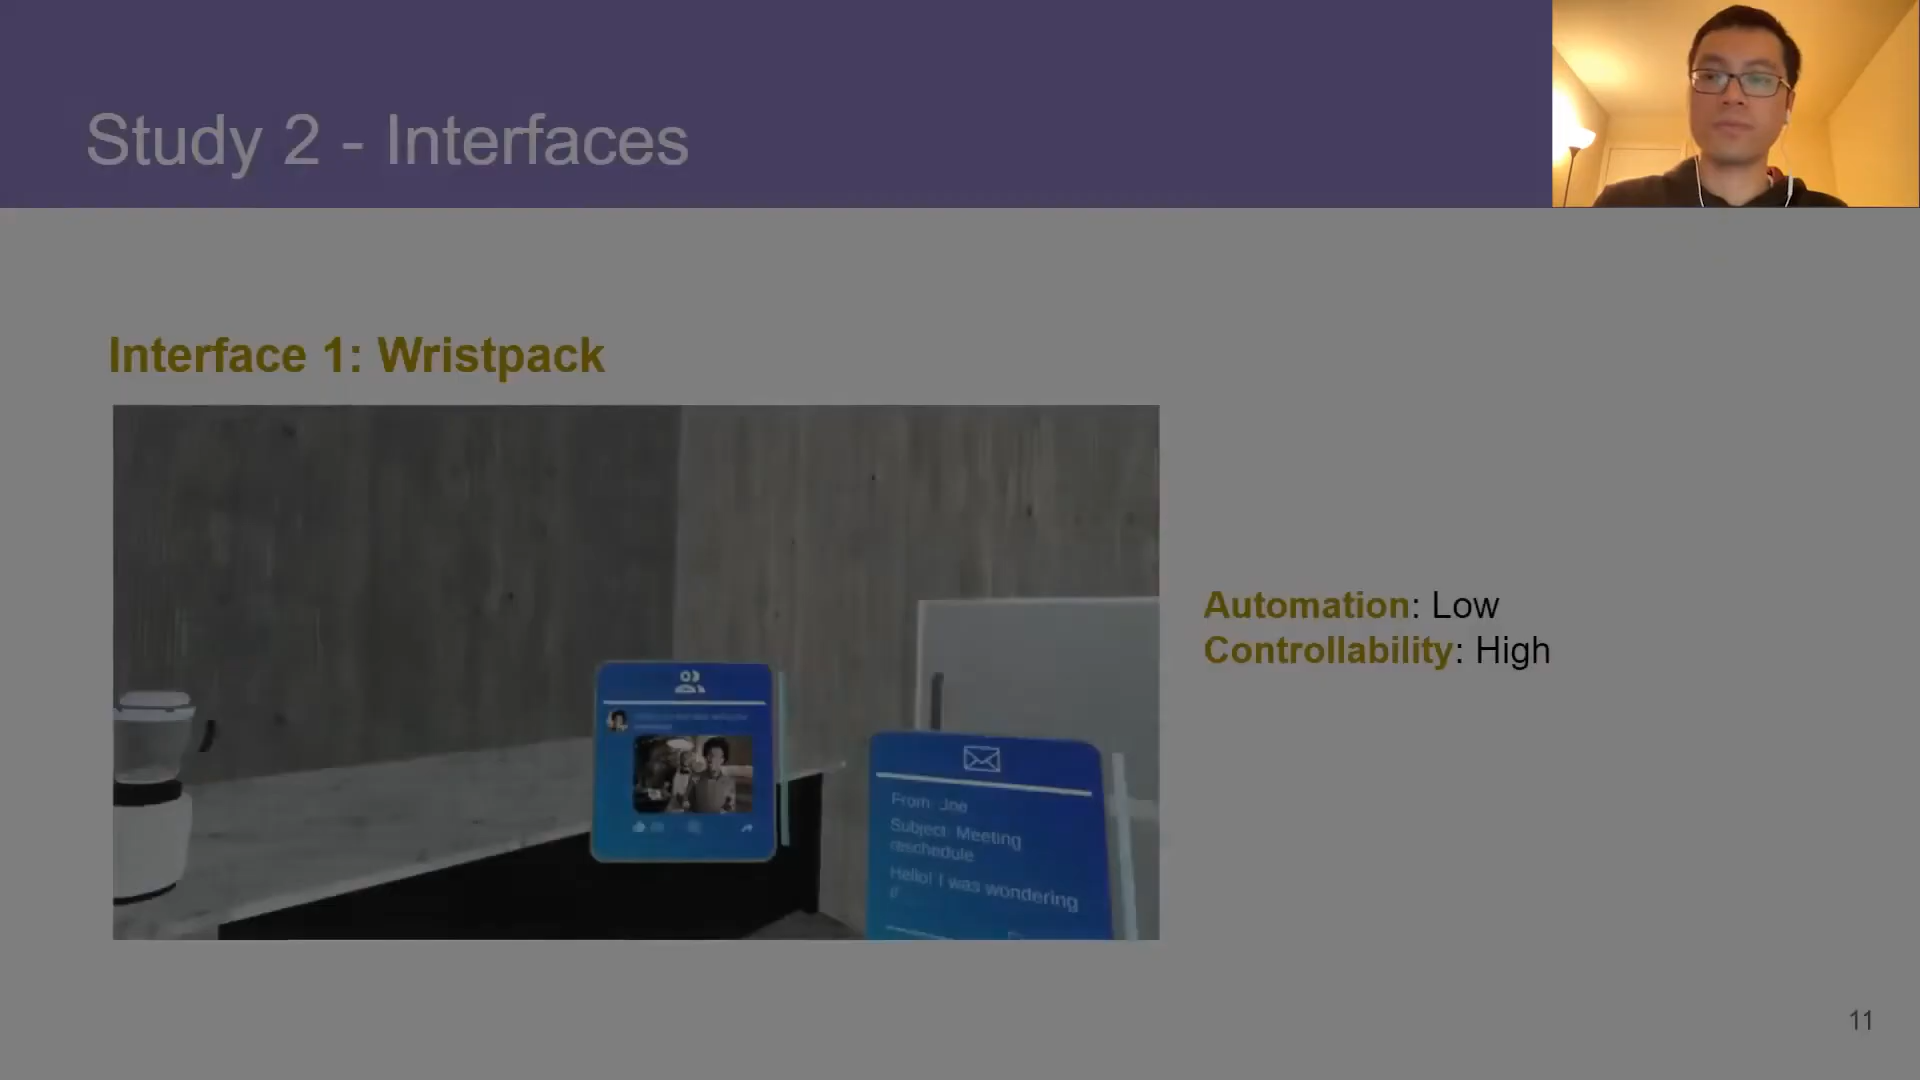 Study 2 - Interfaces
Interface 1: Wristpack
Automation: Low
Controllability: High
From: Joe
Subject: Meeting
reschedule
Hello! I was wondering
if
11